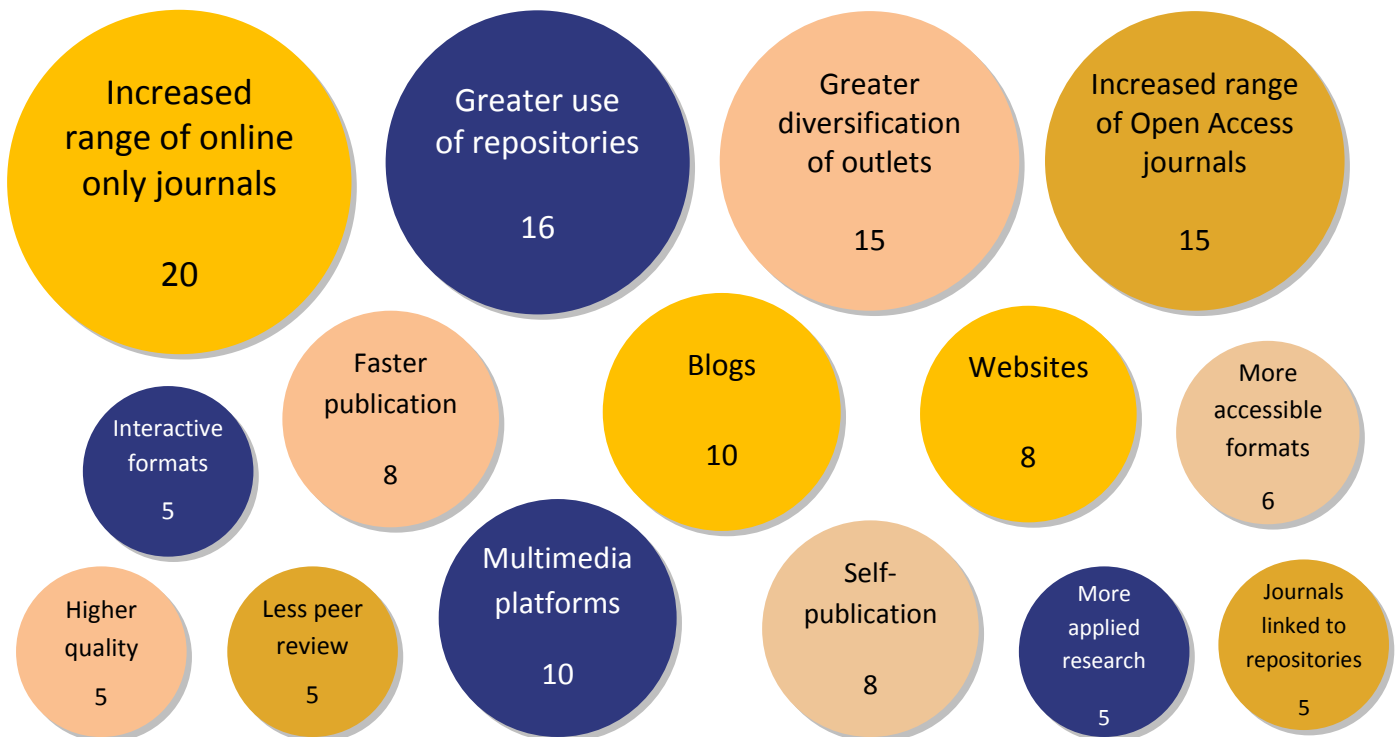 Increased
range of online
only journals
20
Greater use
of repositories
16
Greater
diversification
of outlets
15
Increased range
of Open Access
journals
15
Interactive
formats
5
Faster
publication
8
Blogs
10
Websites
8
More
accessible
formats
6
Higher
quality
5
Less peer
review
5
Multimedia
platforms
10
Self-
publication
8
More
applied
research
5
Journals
linked to
repositories
5